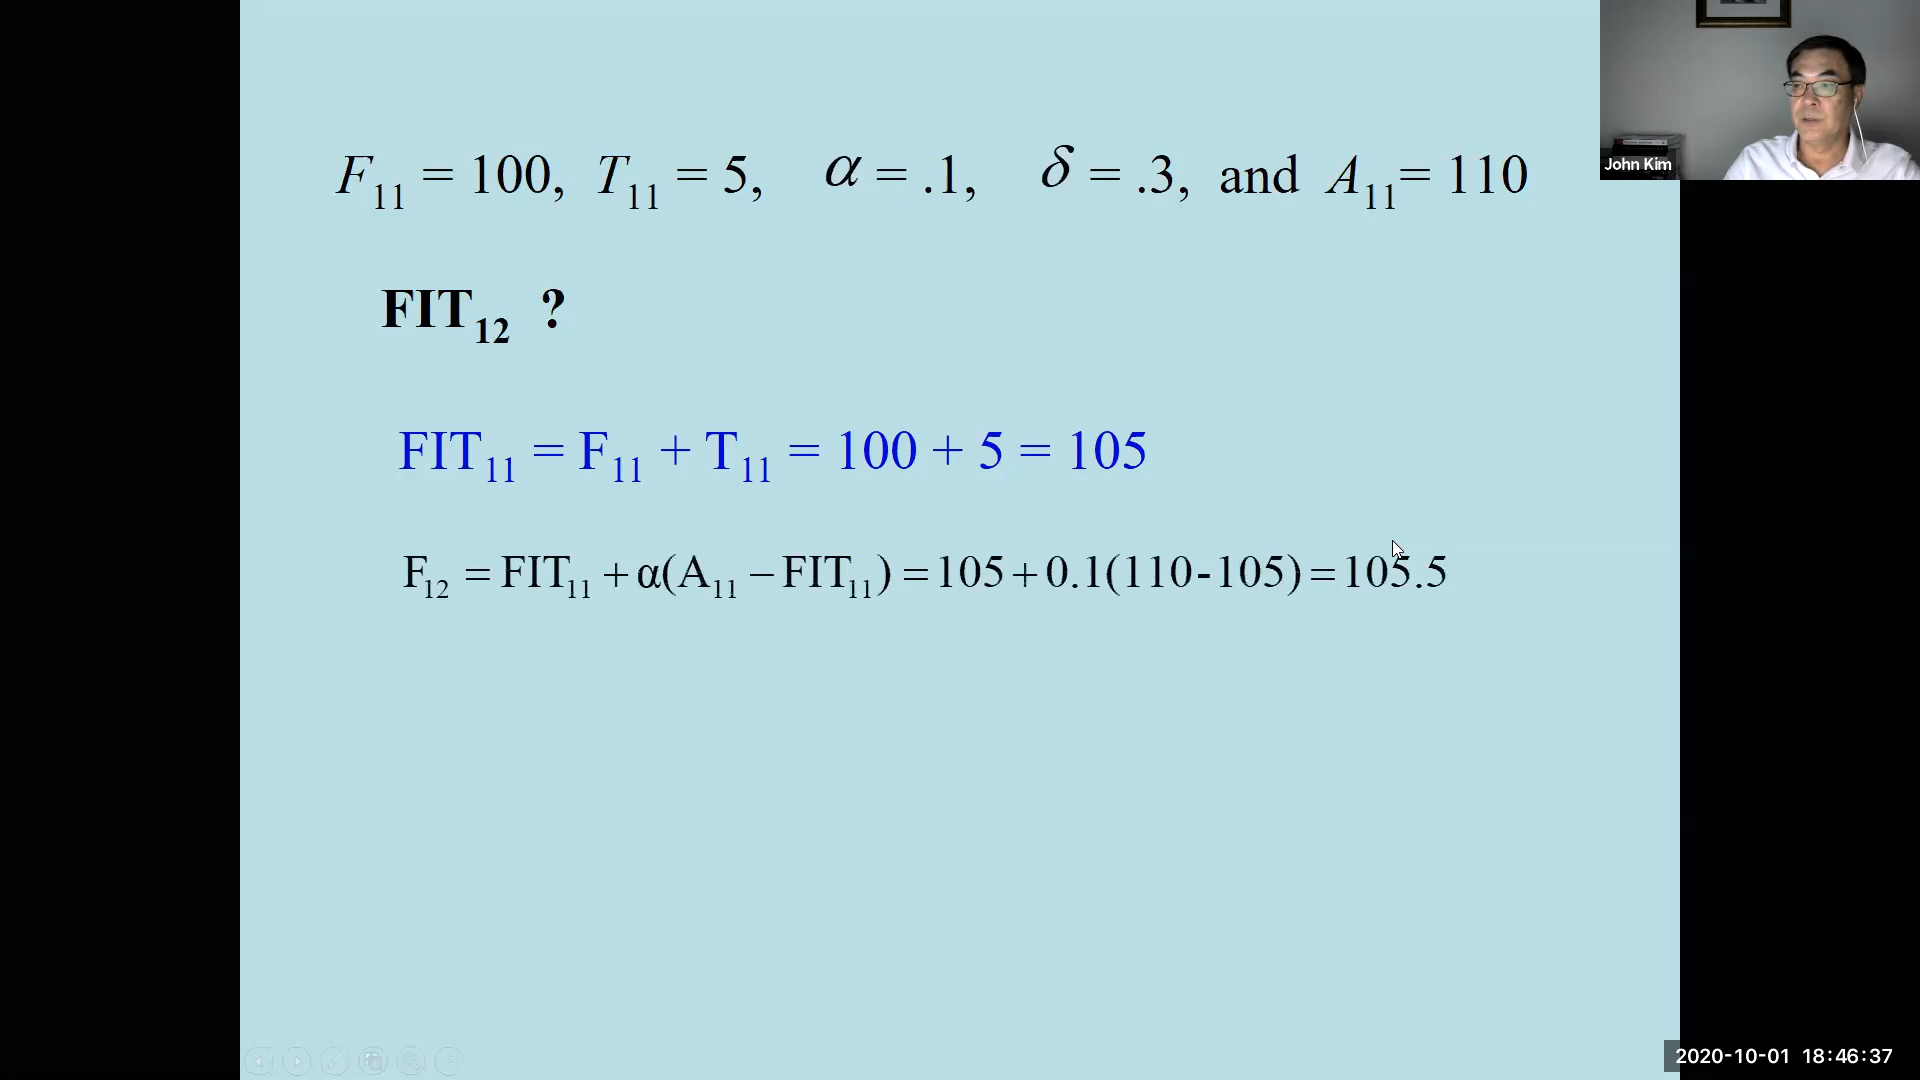 F11 = 100, T11 = 5, α = .1, δ = .3, and A11= 110
FIT12 ?
FIT11 = F11 + T11 = 100 + 5 = 105
F12 = FIT11 + α(A11 − FIT11) = 105 + 0.1(110-105) = 105.5
John Kim
2020-10-01 18:46:37